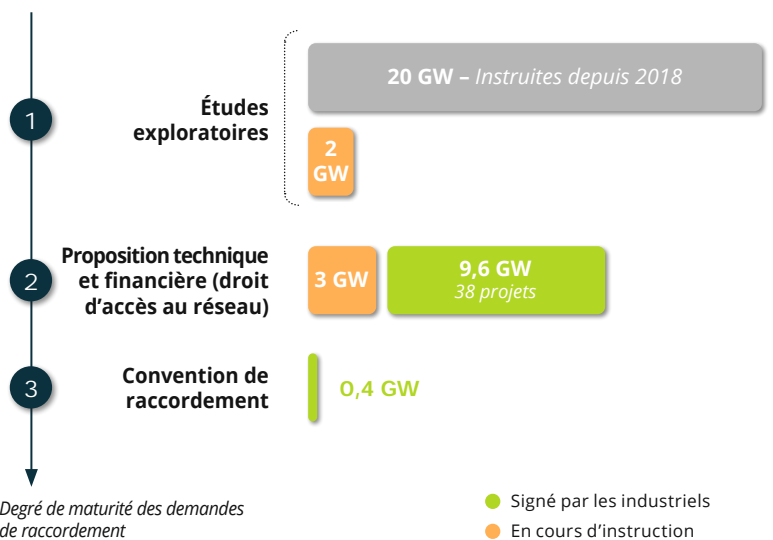 20 GW – Instruites depuis 2018
1
Études
exploratoires
2
GW
2
Proposition technique
et financière (droit
d’accès au réseau)
3 GW
9,6 GW
38 projets
3
Convention de
raccordement
0,4 GW
Degré de maturité des demandes
de raccordement
Signé par les industriels
En cours d’instruction